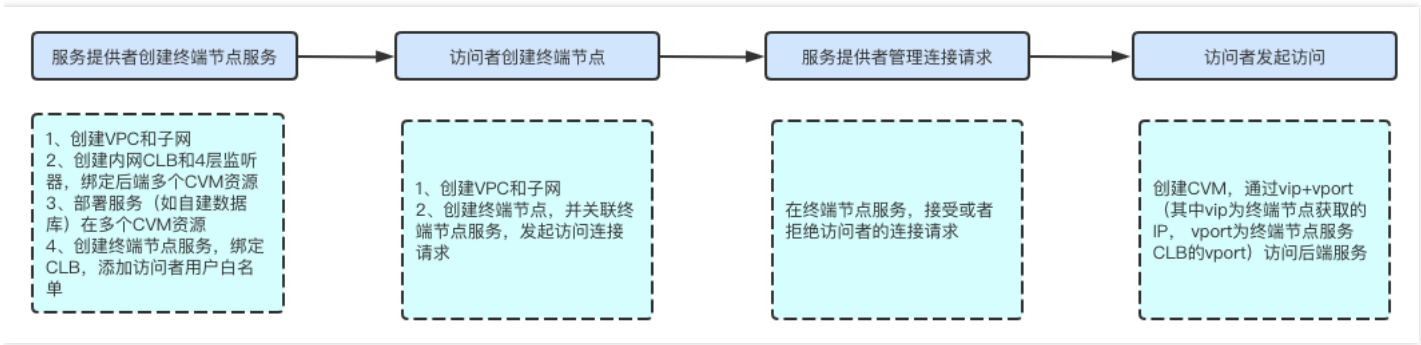 服务提供者创建终端节点服务
访问者创建终端节点
服务提供者管理连接请求
访问者发起访问
1、创建VPC和子网
2、创建内网CLB和4层监听
器，绑定后端多个CVM资源
3、部署服务（如自建数据
库）在多个CVM资源
4、创建终端节点服务，绑定
CLB，添加访问者用户白名
单
1、创建VPC和子网
2、创建终端节点，并关联终
端节点服务，发起访问连接
请求
在终端节点服务，接受或者
拒绝访问者的连接请求
创建CVM，通过vip+vport
（其中vip为终端节点获取的
IP， vport为终端节点服务
CLB的vport）访问后端服务